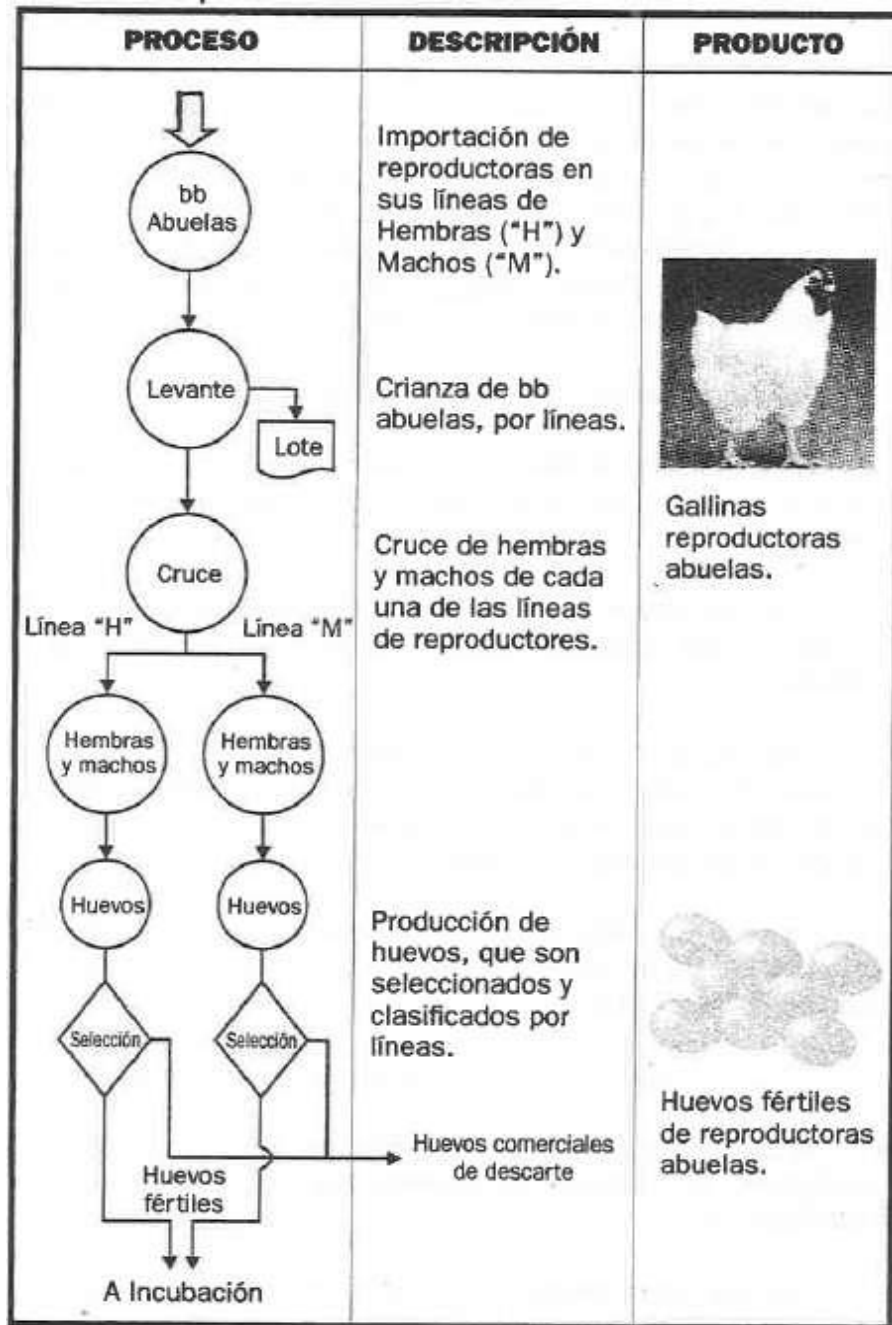 PROCESO
DESCRIPCIÓN
PRODUCTO
bb
Abuelas
Importación de
reproductoras en
sus líneas de
Hembras ("H") y
Machos ("M").
Levante
Lote
Crianza de bb
abuelas, por líneas.
Gallinas
reproductoras
abuelas.
Cruce
Cruce de hembras
y machos de cada
una de las líneas
de reproductores.
Línea "H"
Línea "M"
Hembras
y machos
Hembras
y machos
Huevos
Huevos
Producción de
huevos, que son
seleccionados y
clasificados por
líneas.
Selección
Selección
Huevos fértiles
de reproductoras
abuelas.
Huevos comerciales
de descarte
Huevos
fértiles
A Incubación